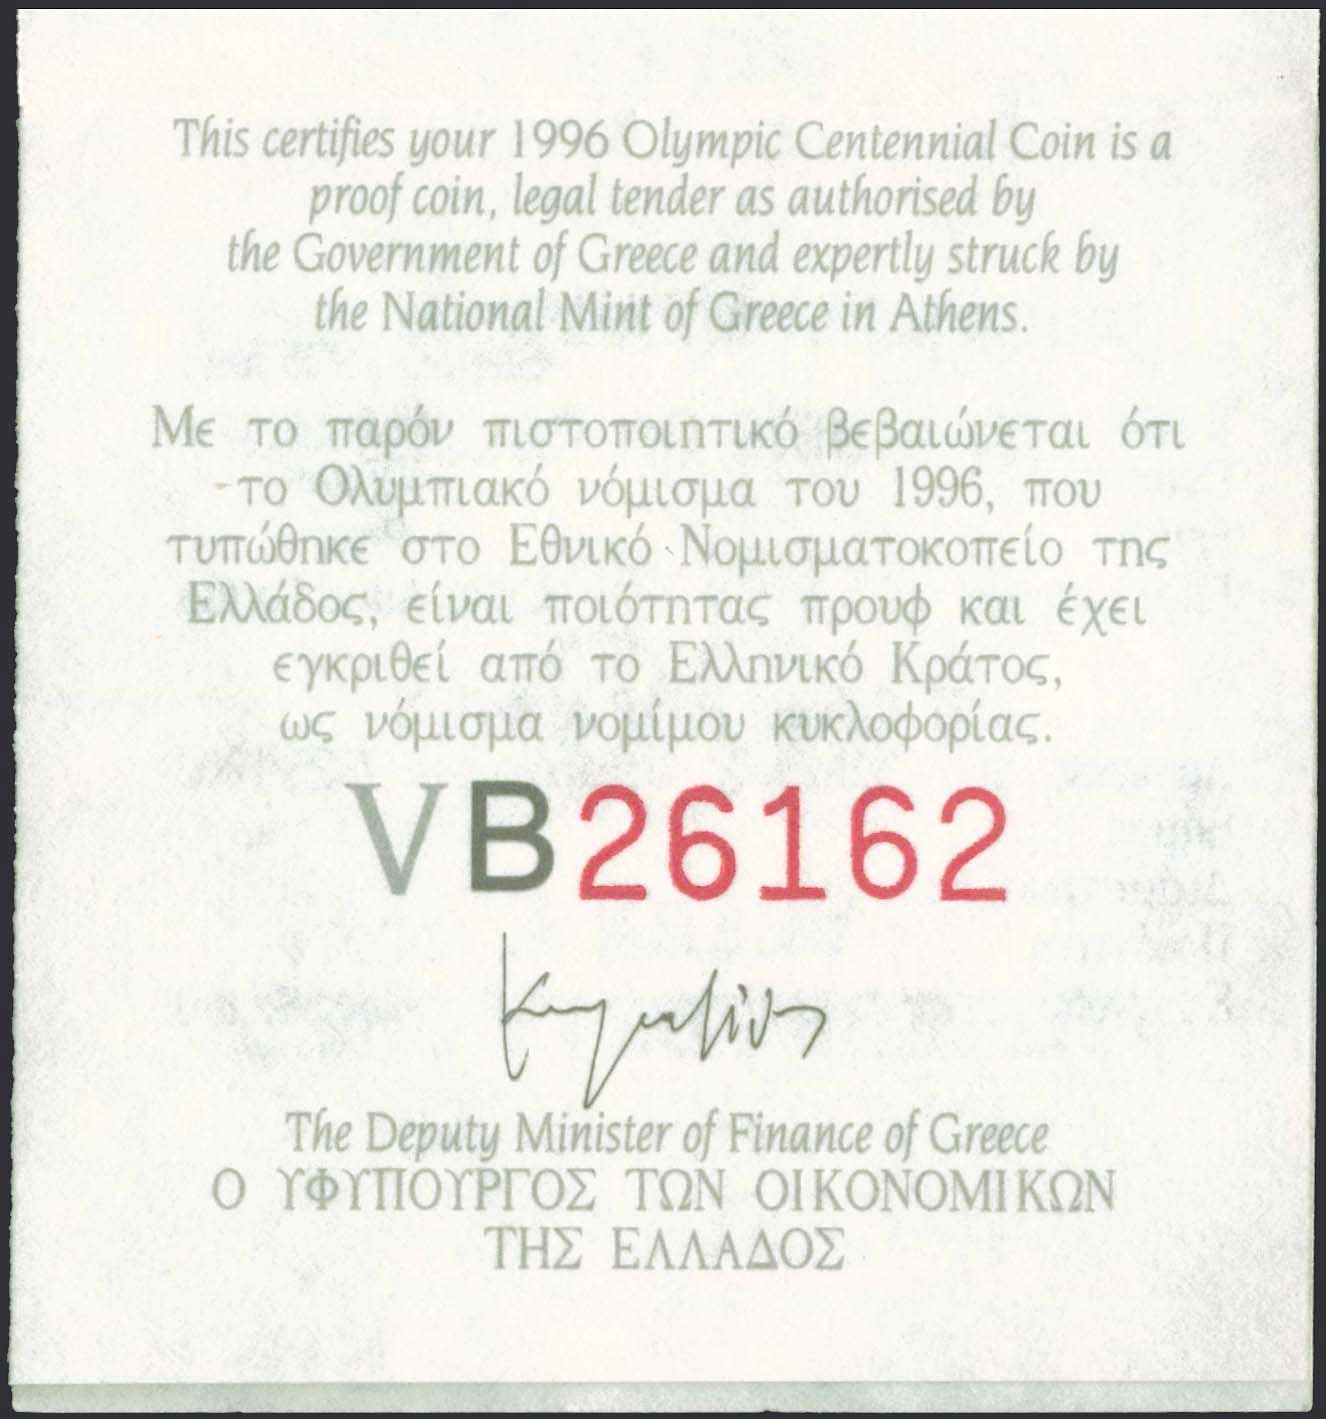 This certifies your 1996 Olympic Centennial Coin is a
proof coin, legal tender as authorised by
the Government of Greece and expertly struck by
the National Mint of Greece in Athens.
Με το παρόν πιστοποιητικό βεβαιώνεται ότι
το Ολυμπιακό νόμισμα του 1996, που
τυπώθηκε στο Εθνικό Νομισματοκοπείο της
Ελλάδος, είναι ποιότητας προυφ και έχει
εγκριθεί από το Ελληνικό Κράτος,
ως νόμισμα νομίμου κυκλοφορίας.
VB26162
The Deputy Minister of Finance of Greece
Ο ΥΦΥΠΟΥΡΓΟΣ ΤΩΝ ΟΙΚΟΝΟΜΙΚΩΝ
ΤΗΣ ΕΛΛΑΔΟΣ